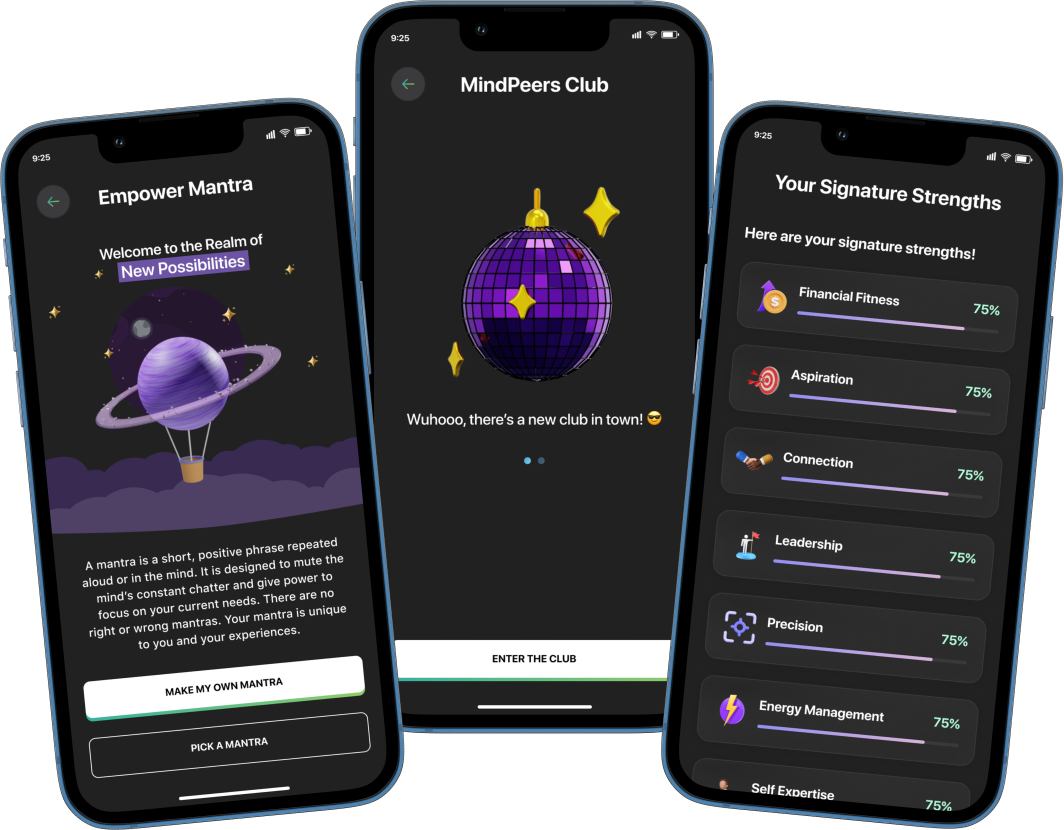 9:25
Empower Mantra
Welcome to the Realm of
New Possibilities
A mantra is a short, positive phrase repeated
aloud or in the mind. It is designed to mute the
mind's constant chatter and give power to
focus on your current needs. There are no
right or wrong mantras. Your mantra is unique
to you and your experiences.
MAKE MY OWN MANTRA
PICK A MANTRA
9:25
MindPeers Club
Wuhooo, there's a new club in town! 😎
ENTER THE CLUB
9:25
Your Signature Strengths
Here are your signature strengths!
$
Financial Fitness 75%
Aspiration 75%
Connection 75%
Leadership 75%
Precision 75%
Energy Management 75%
Self Expertise 75%